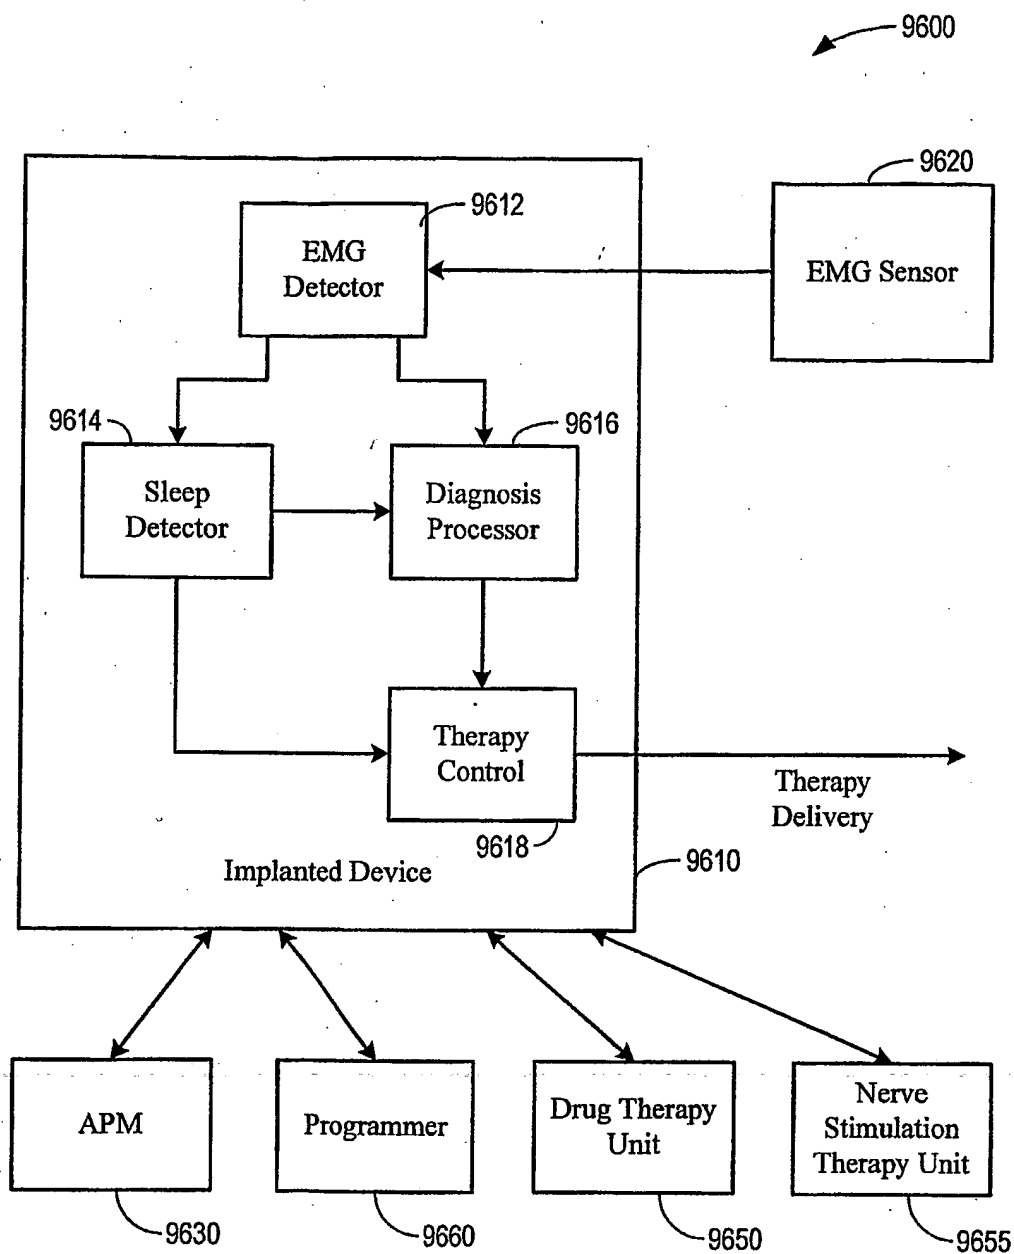 9600
9620
9612
EMG
Detector
EMG Sensor
9614
9616
Sleep
Detector
Diagnosis
Processor
Therapy
Control
Therapy
Delivery
9618
9610
Implanted Device
APM
Programmer
Drug Therapy
Unit
Nerve
Stimulation
Therapy Unit
9630
9660
9650
9655